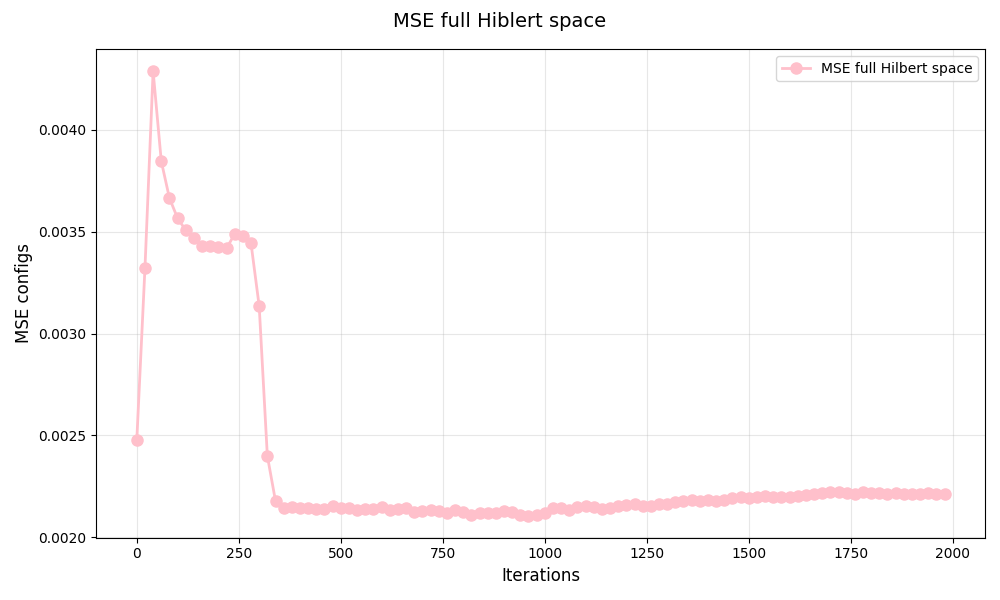 MSE full Hiblert space
MSE full Hilbert space
MSE configs
0.0040
0.0035
0.0030
0.0025
0.0020
0 250 500 750 1000 1250 1500 1750 2000
Iterations